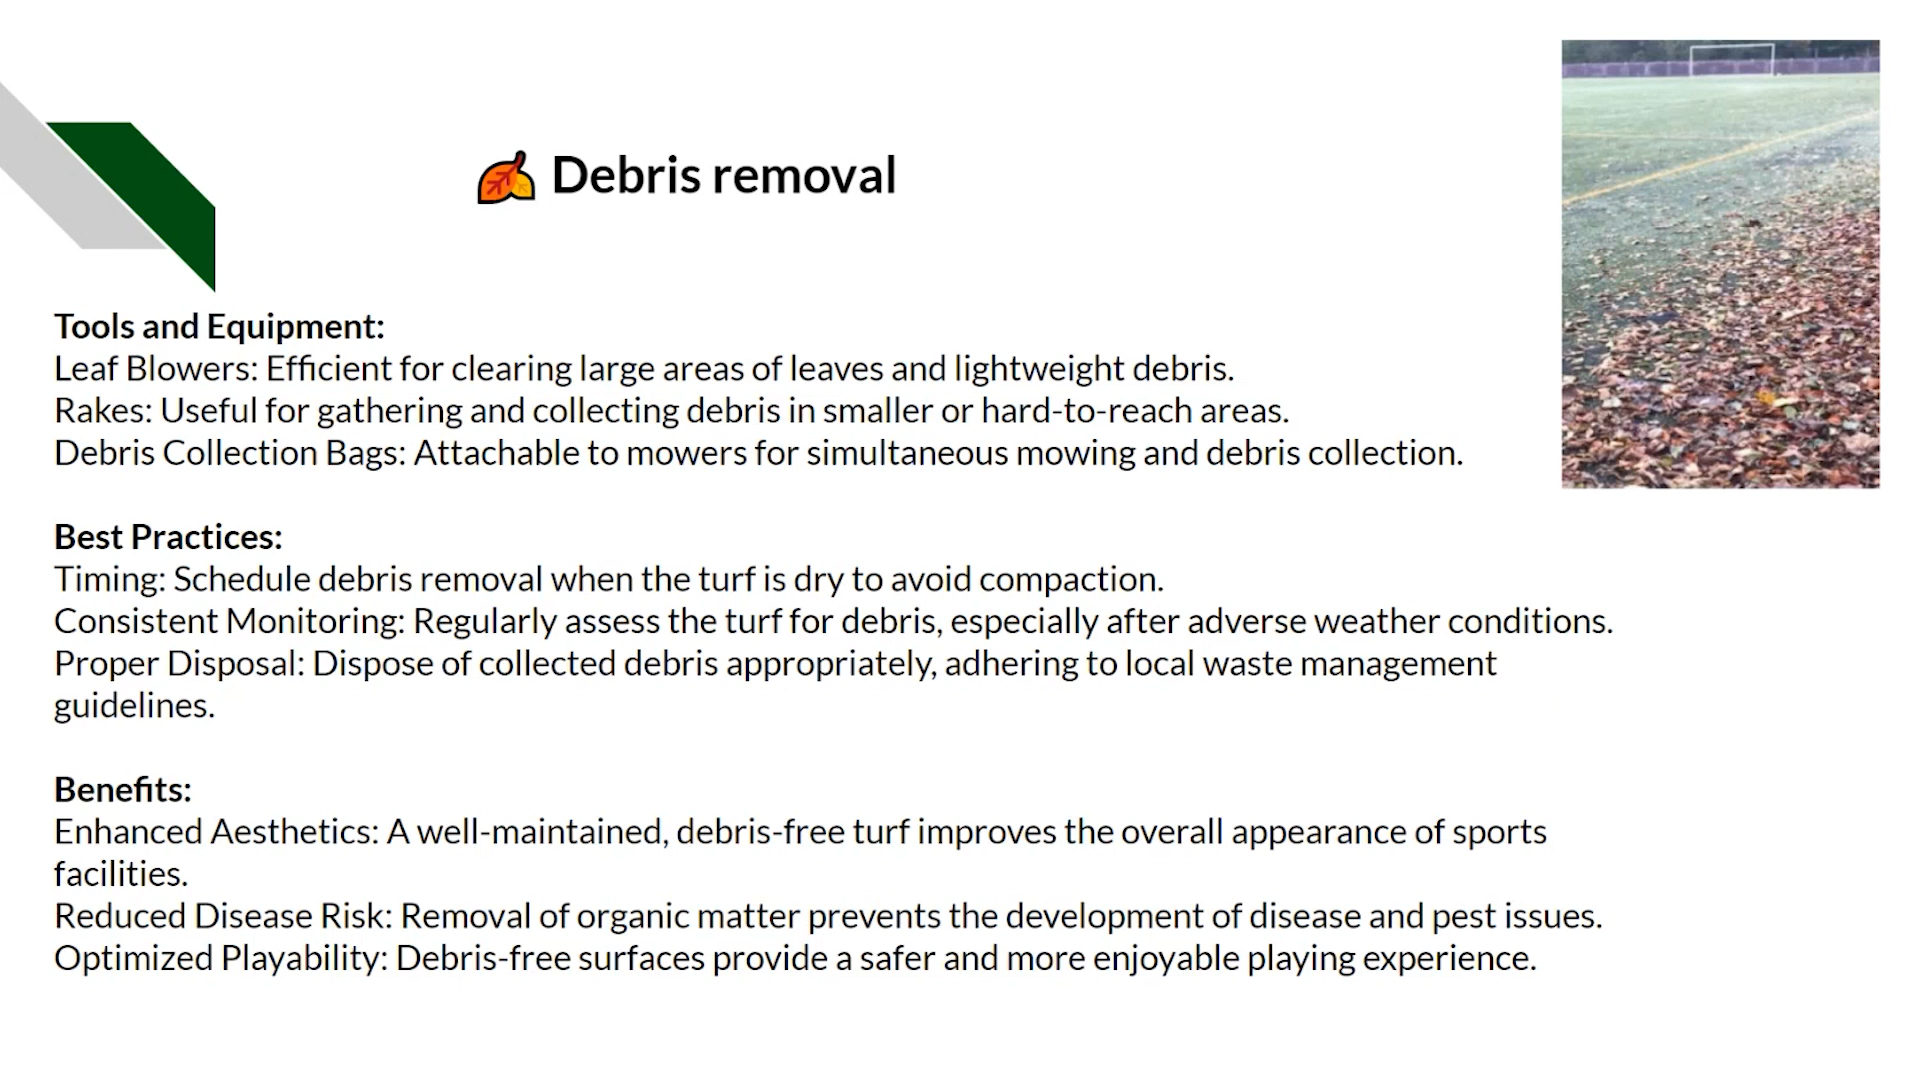 Debris removal
Tools and Equipment:
Leaf Blowers: Efficient for clearing large areas of leaves and lightweight debris.
Rakes: Useful for gathering and collecting debris in smaller or hard-to-reach areas.
Debris Collection Bags: Attachable to mowers for simultaneous mowing and debris collection.
Best Practices:
Timing: Schedule debris removal when the turf is dry to avoid compaction.
Consistent Monitoring: Regularly assess the turf for debris, especially after adverse weather conditions.
Proper Disposal: Dispose of collected debris appropriately, adhering to local waste management
guidelines.
Benefits:
Enhanced Aesthetics: A well-maintained, debris-free turf improves the overall appearance of sports
facilities.
Reduced Disease Risk: Removal of organic matter prevents the development of disease and pest issues.
Optimized Playability: Debris-free surfaces provide a safer and more enjoyable playing experience.